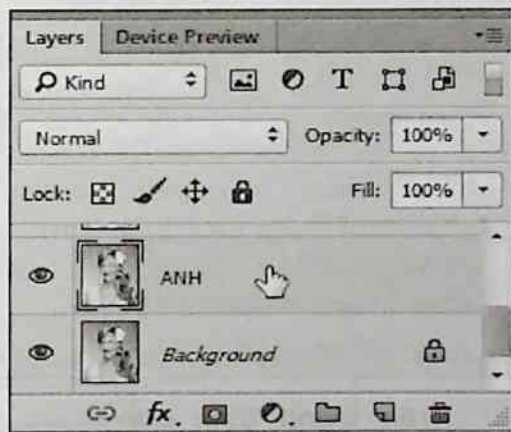 Layers Device Preview
Kind T
Normal Opacity: 100%
Lock: Fill: 100%
ANH
Background
fx.